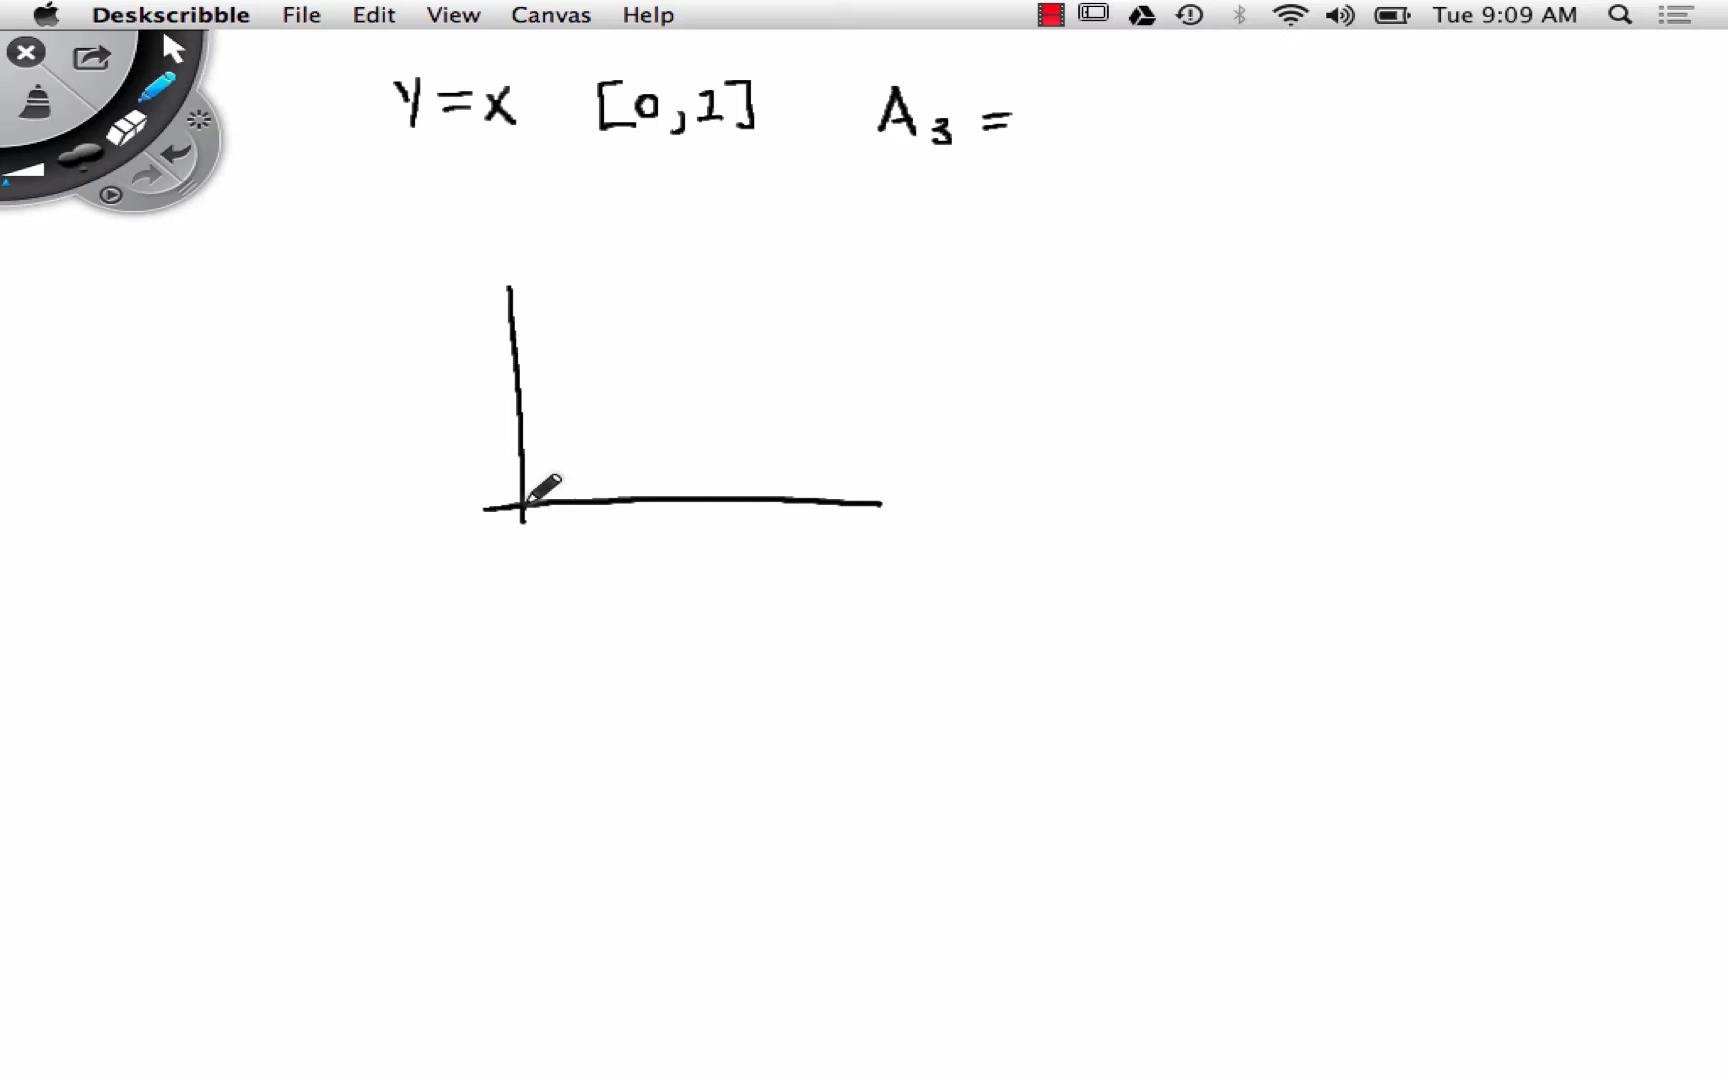 Deskscribble File Edit View Canvas Help Tue 9:09 AM
Y=X [0,1] A3 =